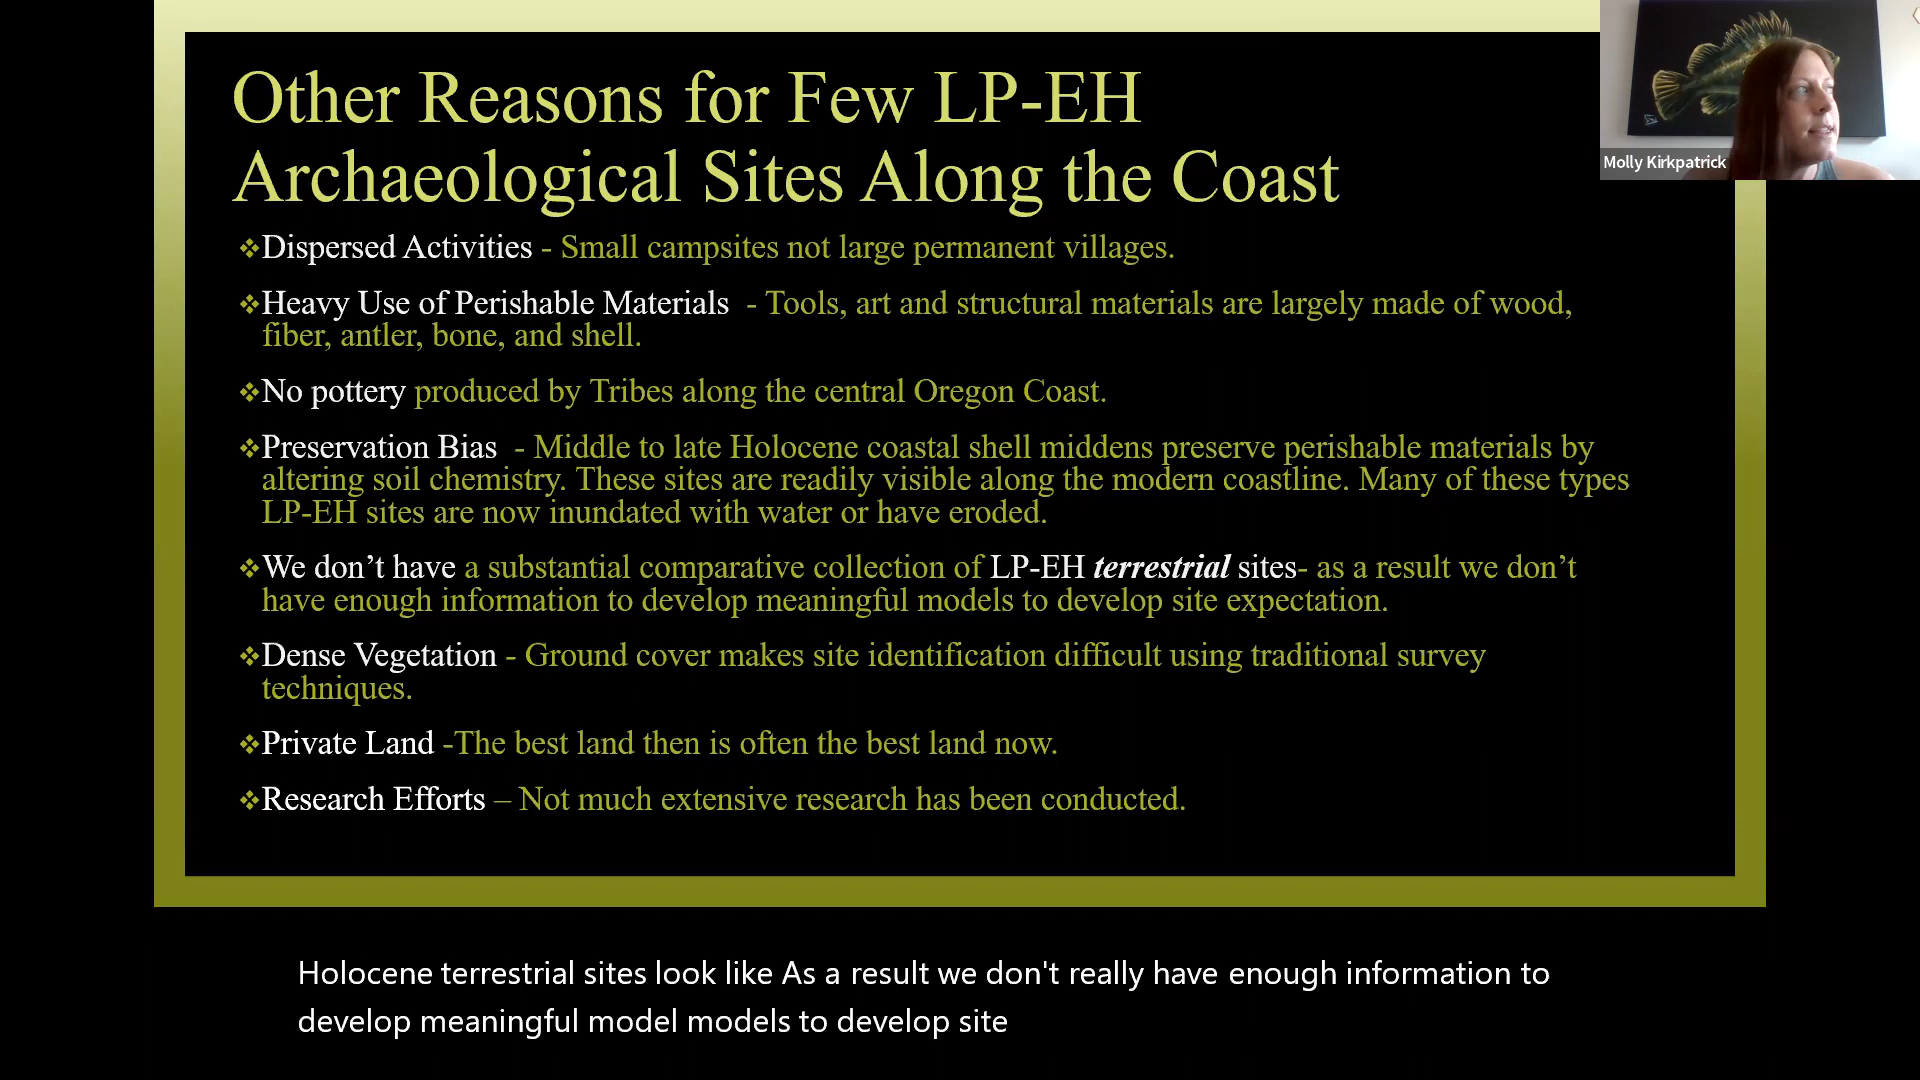 Other Reasons for Few LP-EH
Archaeological Sites Along the Coast
Molly Kirkpatrick
❖Dispersed Activities - Small campsites not large permanent villages.
❖Heavy Use of Perishable Materials - Tools, art and structural materials are largely made of wood,
fiber, antler, bone, and shell.
❖No pottery produced by Tribes along the central Oregon Coast.
❖Preservation Bias - Middle to late Holocene coastal shell middens preserve perishable materials by
altering soil chemistry. These sites are readily visible along the modern coastline. Many of these types
LP-EH sites are now inundated with water or have eroded.
❖We don’t have a substantial comparative collection of LP-EH terrestrial sites- as a result we don’t
have enough information to develop meaningful models to develop site expectation.
❖Dense Vegetation - Ground cover makes site identification difficult using traditional survey
techniques.
❖Private Land -The best land then is often the best land now.
❖Research Efforts – Not much extensive research has been conducted.
Holocene terrestrial sites look like As a result we don't really have enough information to
develop meaningful model models to develop site